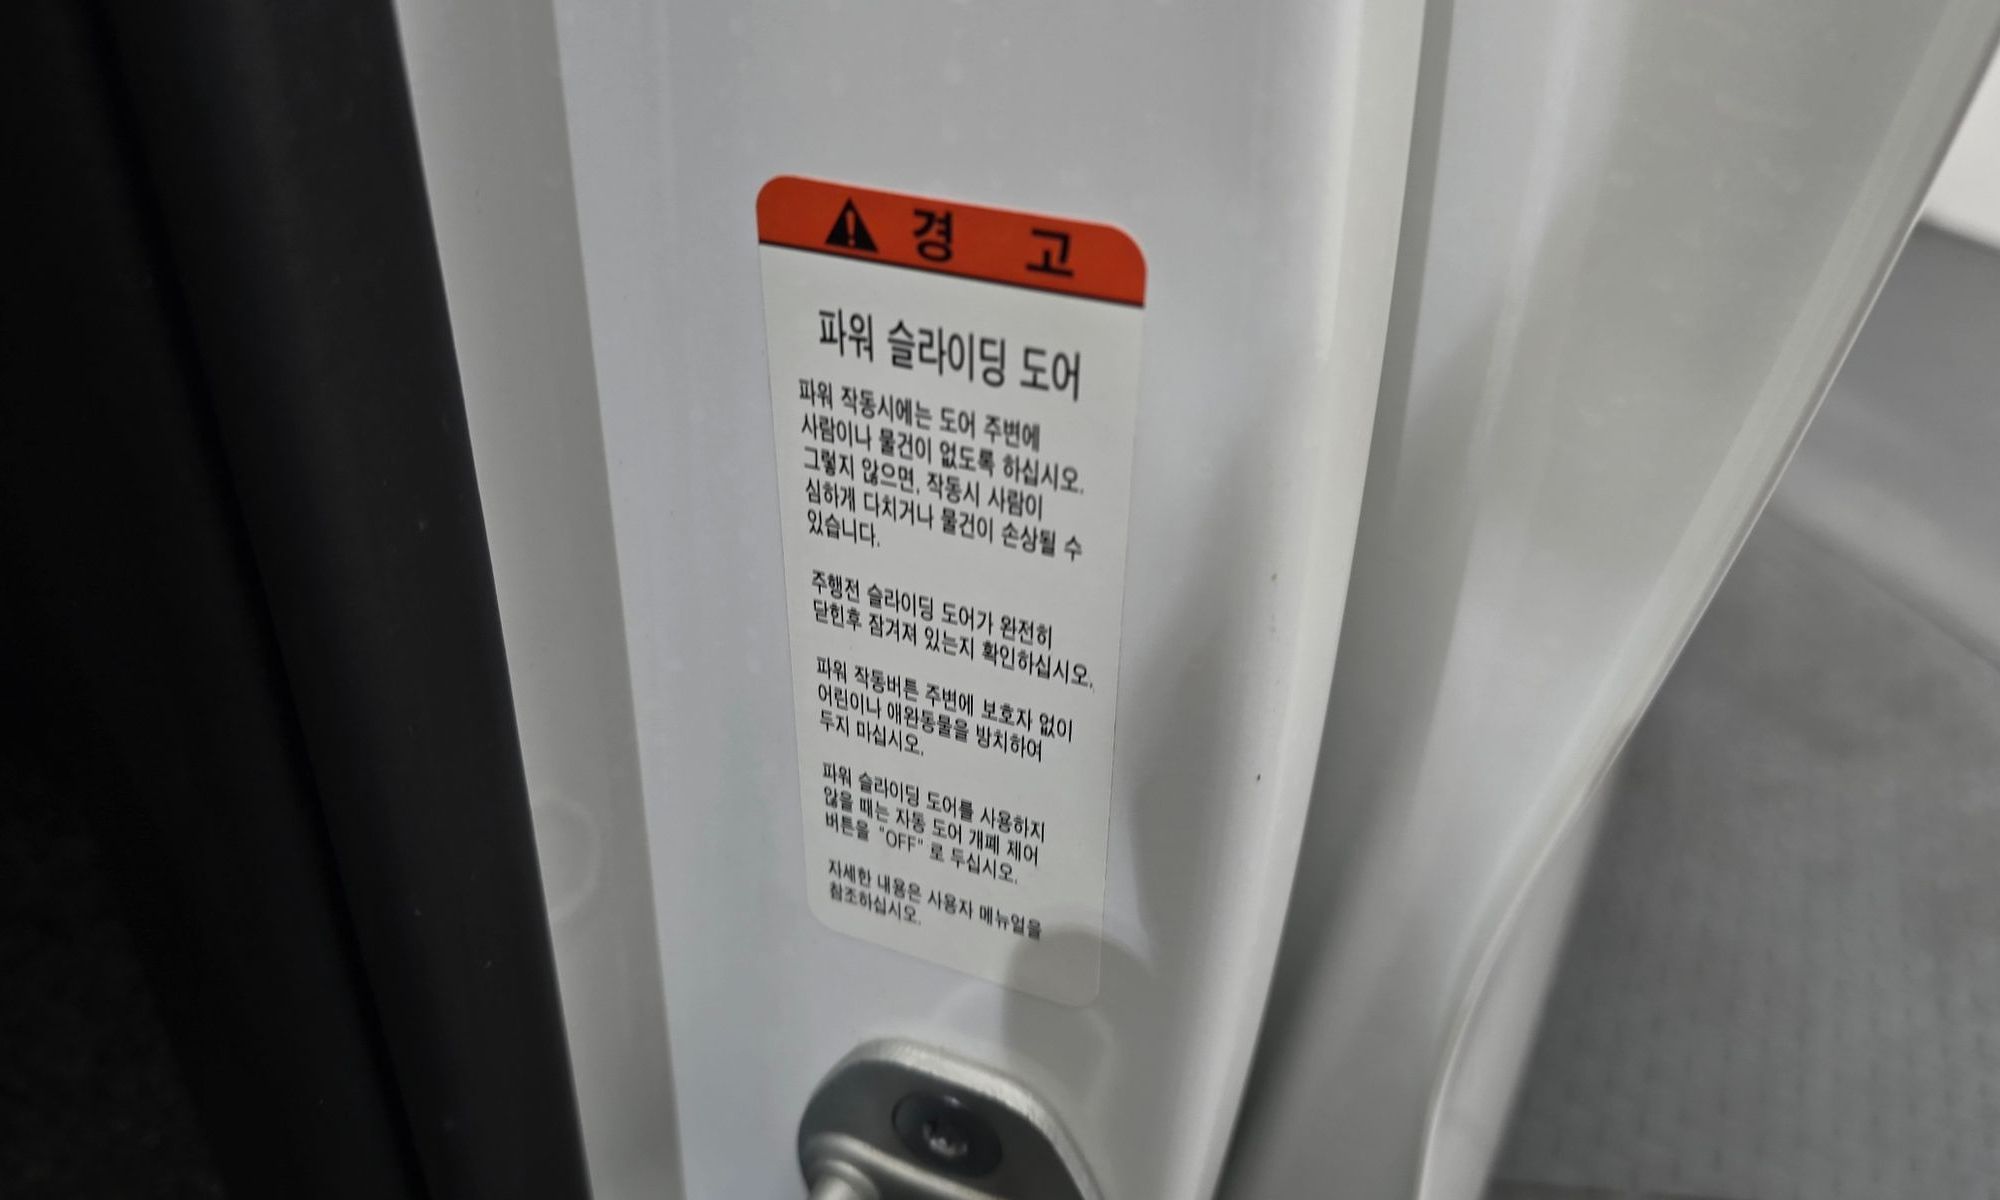 경 고
파워 슬라이딩 도어
파워 작동시에는 도어 주변에
사람이나 물건이 없도록 하십시오.
그렇지 않으면, 작동시 사람이
심하게 다치거나 물건이 손상될 수
있습니다.
주행전 슬라이딩 도어가 완전히
닫힌후 잠겨져 있는지 확인하십시오.
파워 작동버튼 주변에 보호자 없이
어린이나 애완동물을 방치하여
두지 마십시오.
파워 슬라이딩 도어를 사용하지
않을 때는 자동 도어 개폐 제어
버튼을 "OFF" 로 두십시오.
자세한 내용은 사용자 메뉴얼을
참조하십시오.